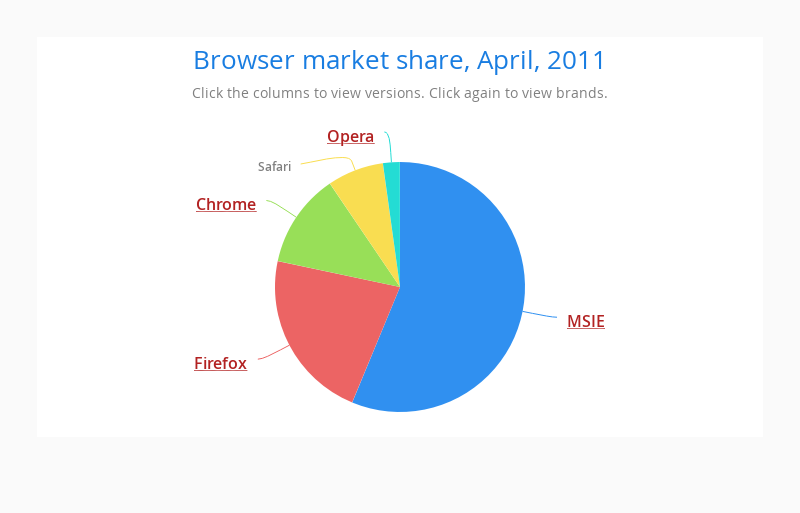 Browser market share, April, 2011
Click the columns to view versions. Click again to view brands.
Opera
Safari
Chrome
MSIE
Firefox